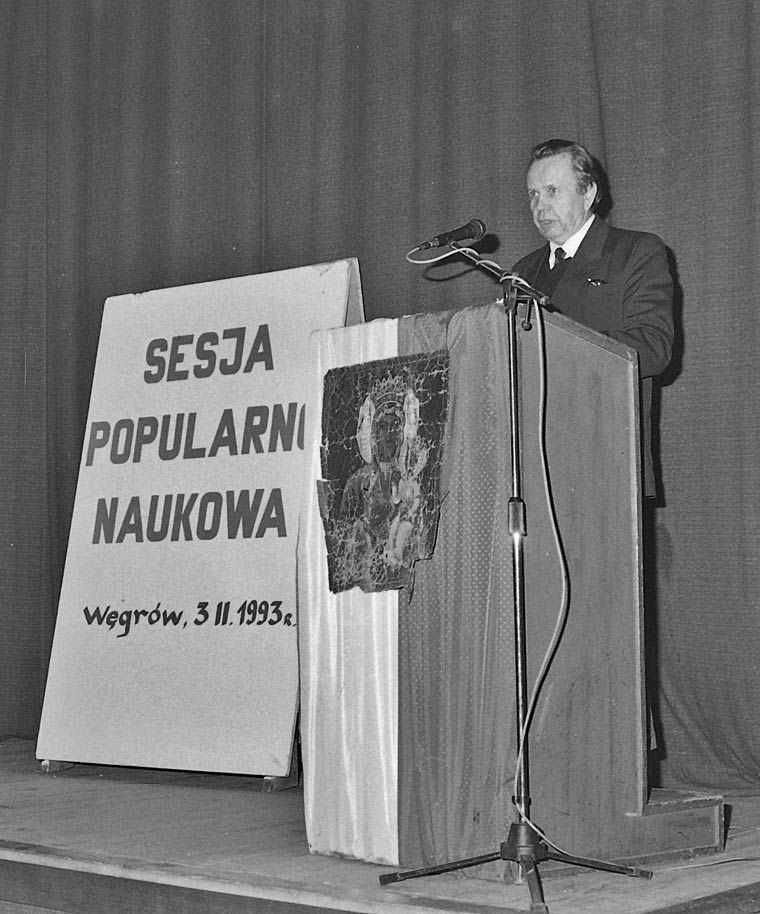 SESJA
POPULARNO
NAUKOWA
Węgrów, 3 II. 1993 r.